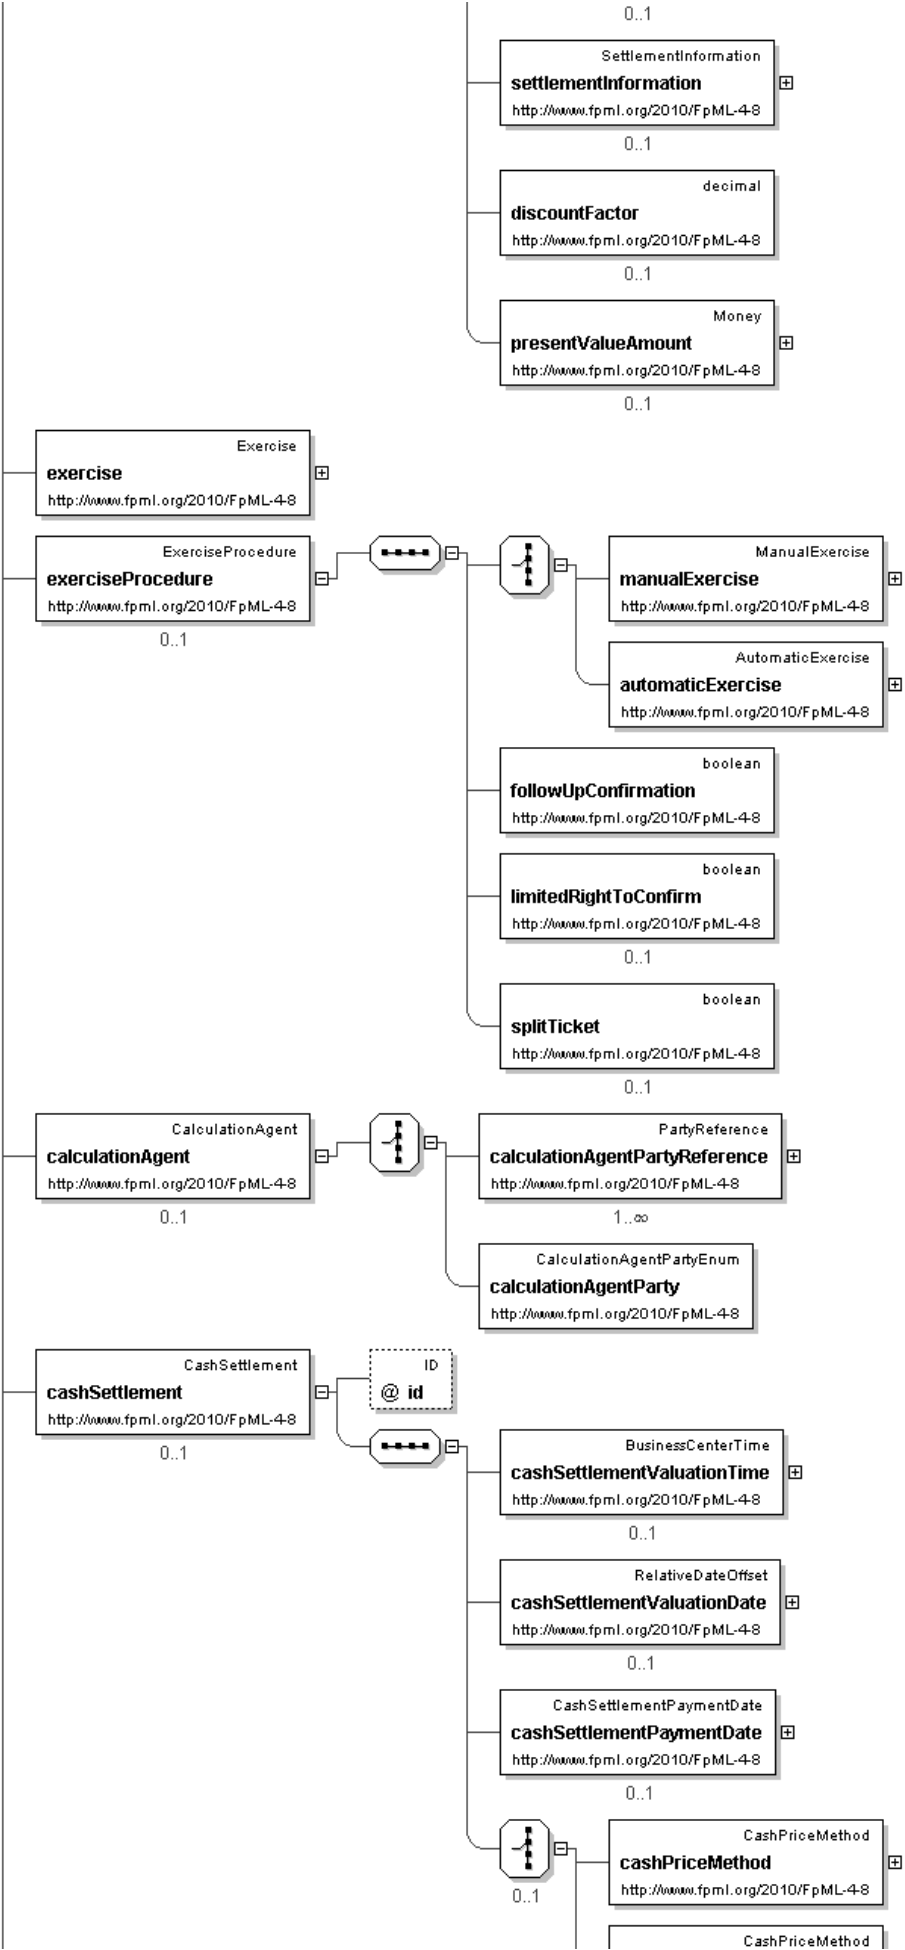 0..1
SettlementInformation
settlementInformation
http://www.fpml.org/2010/FpML-4-8
0..1
decimal
discountFactor
http://www.fpml.org/2010/FpML-4-8
0..1
Money
presentValueAmount
http://www.fpml.org/2010/FpML-4-8
0..1
Exercise
exercise
http://www.fpml.org/2010/FpML-4-8
ExerciseProcedure
exerciseProcedure
http://www.fpml.org/2010/FpML-4-8
0..1
ManualExercise
manualExercise
http://www.fpml.org/2010/FpML-4-8
AutomaticExercise
automaticExercise
http://www.fpml.org/2010/FpML-4-8
boolean
followUpConfirmation
http://www.fpml.org/2010/FpML-4-8
boolean
limitedRightToConfirm
http://www.fpml.org/2010/FpML-4-8
0..1
boolean
splitTicket
http://www.fpml.org/2010/FpML-4-8
0..1
CalculationAgent
calculationAgent
http://www.fpml.org/2010/FpML-4-8
0..1
PartyReference
calculationAgentPartyReference
http://www.fpml.org/2010/FpML-4-8
1..∞
CalculationAgentPartyEnum
calculationAgentParty
http://www.fpml.org/2010/FpML-4-8
CashSettlement
cashSettlement
http://www.fpml.org/2010/FpML-4-8
0..1
ID
@ id
BusinessCenterTime
cashSettlementValuationTime
http://www.fpml.org/2010/FpML-4-8
0..1
RelativeDateOffset
cashSettlementValuationDate
http://www.fpml.org/2010/FpML-4-8
0..1
CashSettlementPaymentDate
cashSettlementPaymentDate
http://www.fpml.org/2010/FpML-4-8
0..1
0..1
CashPriceMethod
cashPriceMethod
http://www.fpml.org/2010/FpML-4-8
CashPriceMethod